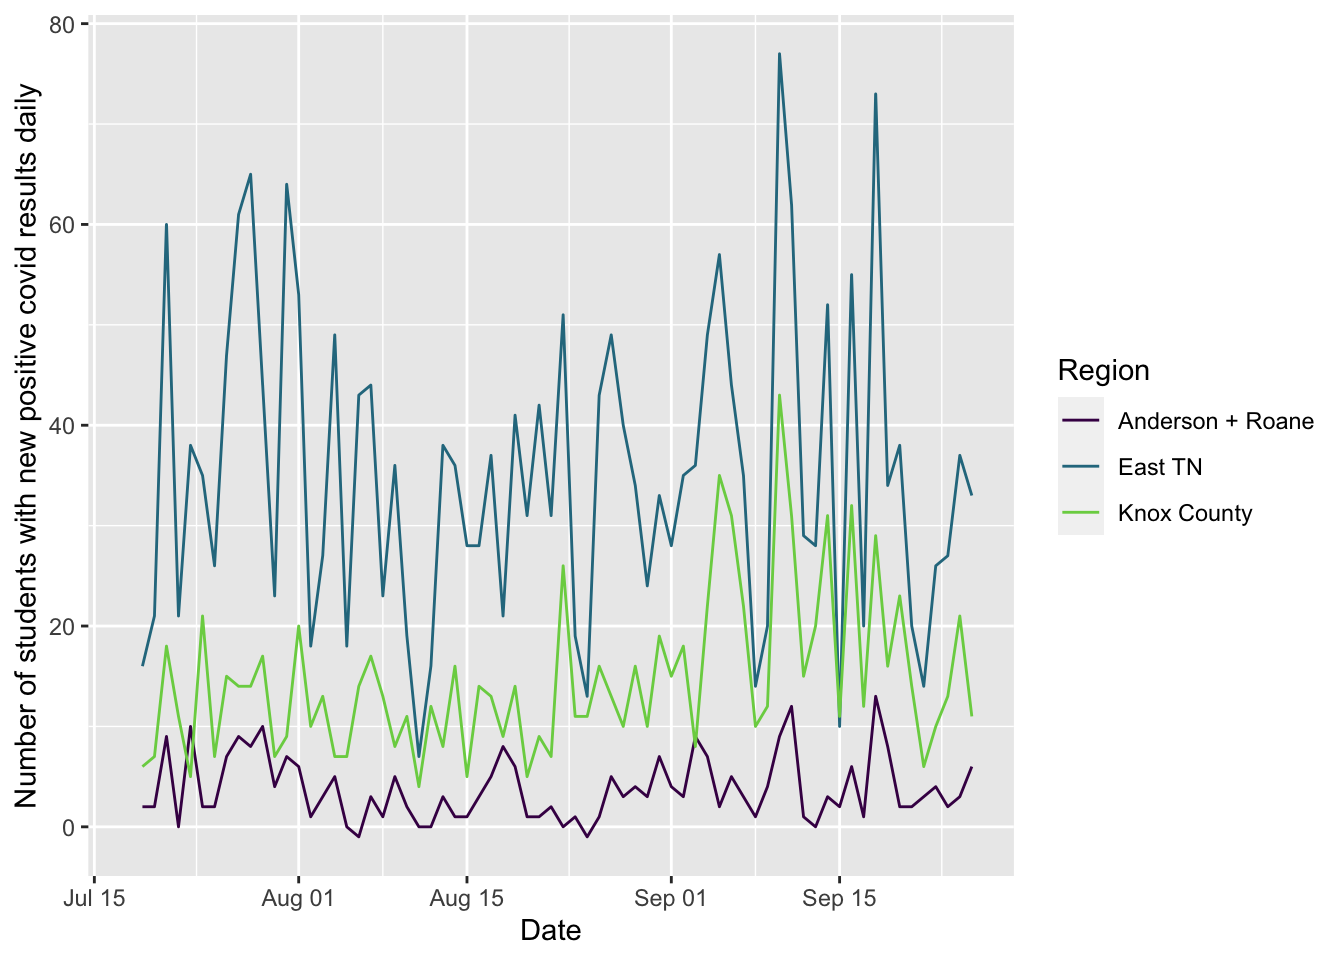 Number of students with new positive covid results daily
80
60
40
20
0
Jul 15 Aug 01 Aug 15 Sep 01 Sep 15
Date
Region
Anderson + Roane
East TN
Knox County